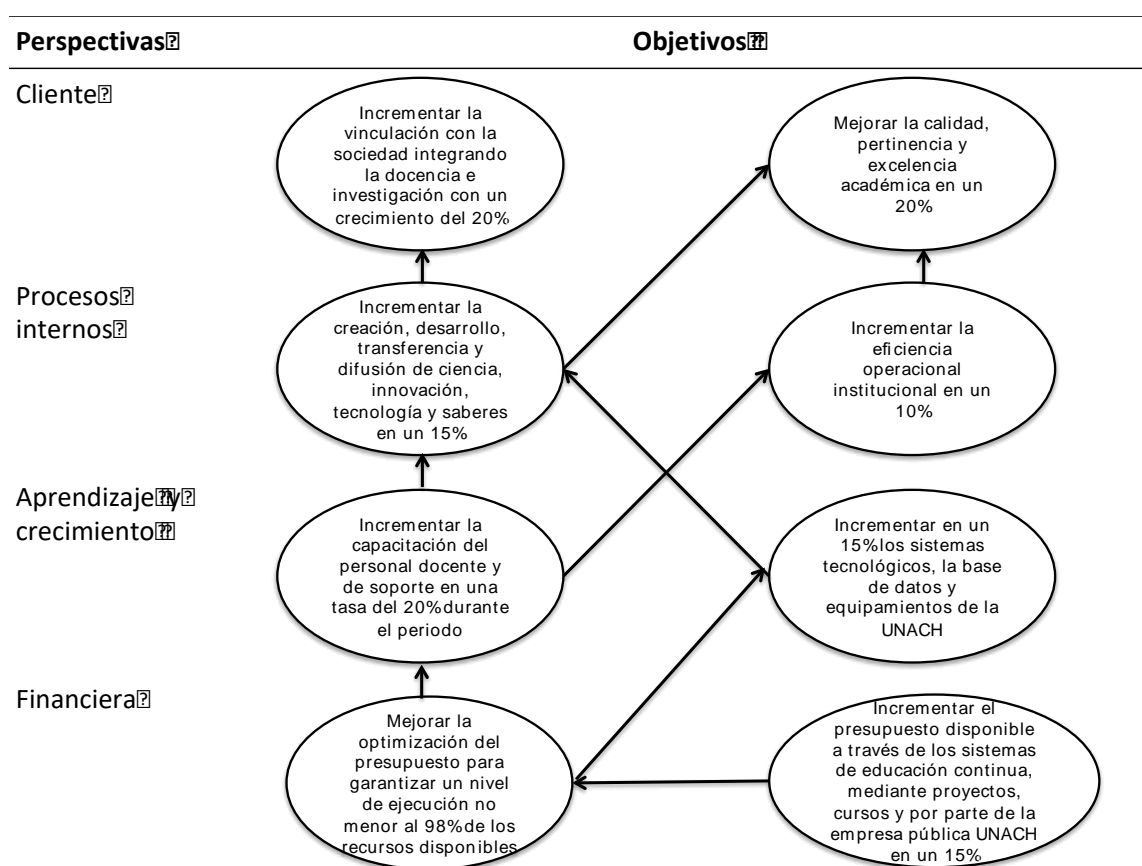 Perspectivas
Objetivos
Cliente
Incrementar la
vinculación con la
sociedad integrando
la docencia e
investigación con un
crecimiento del 20%
Mejorar la calidad,
pertinencia y
excelencia
académica en un
20%
Procesos
internos
Incrementar la
creación, desarrollo,
transferencia y
difusión de ciencia,
innovación,
tecnología y saberes
en un 15%
Incrementar la
eficiencia
operacional
institucional en un
10%
Aprendizaje y
crecimiento
Incrementar la
capacitación del
personal docente y
de soporte en una
tasa del 20%durante
el periodo
Incrementar en un
15%los sistemas
tecnológicos, la base
de datos y
equipamientos de la
UNACH
Financiera
Mejorar la
optimización del
presupuesto para
garantizar un nivel
de ejecución no
menor al 98%de los
recursos disponibles
Incrementar el
presupuesto disponible
a través de los sistemas
de educación continua,
mediante proyectos,
cursos y por parte de la
empresa pública UNACH
en un 15%